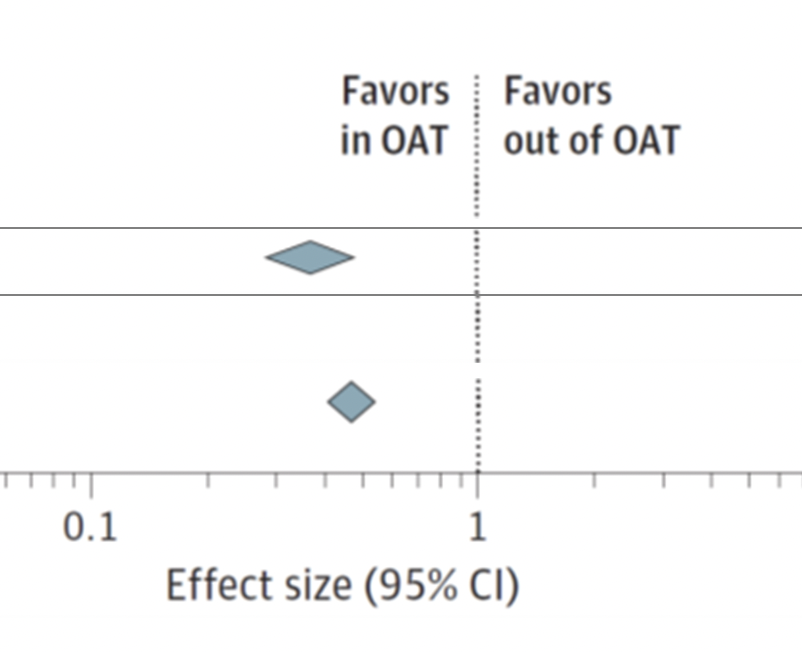 Favors
in OAT
Favors
out of OAT
0.1 1
Effect size (95% CI)